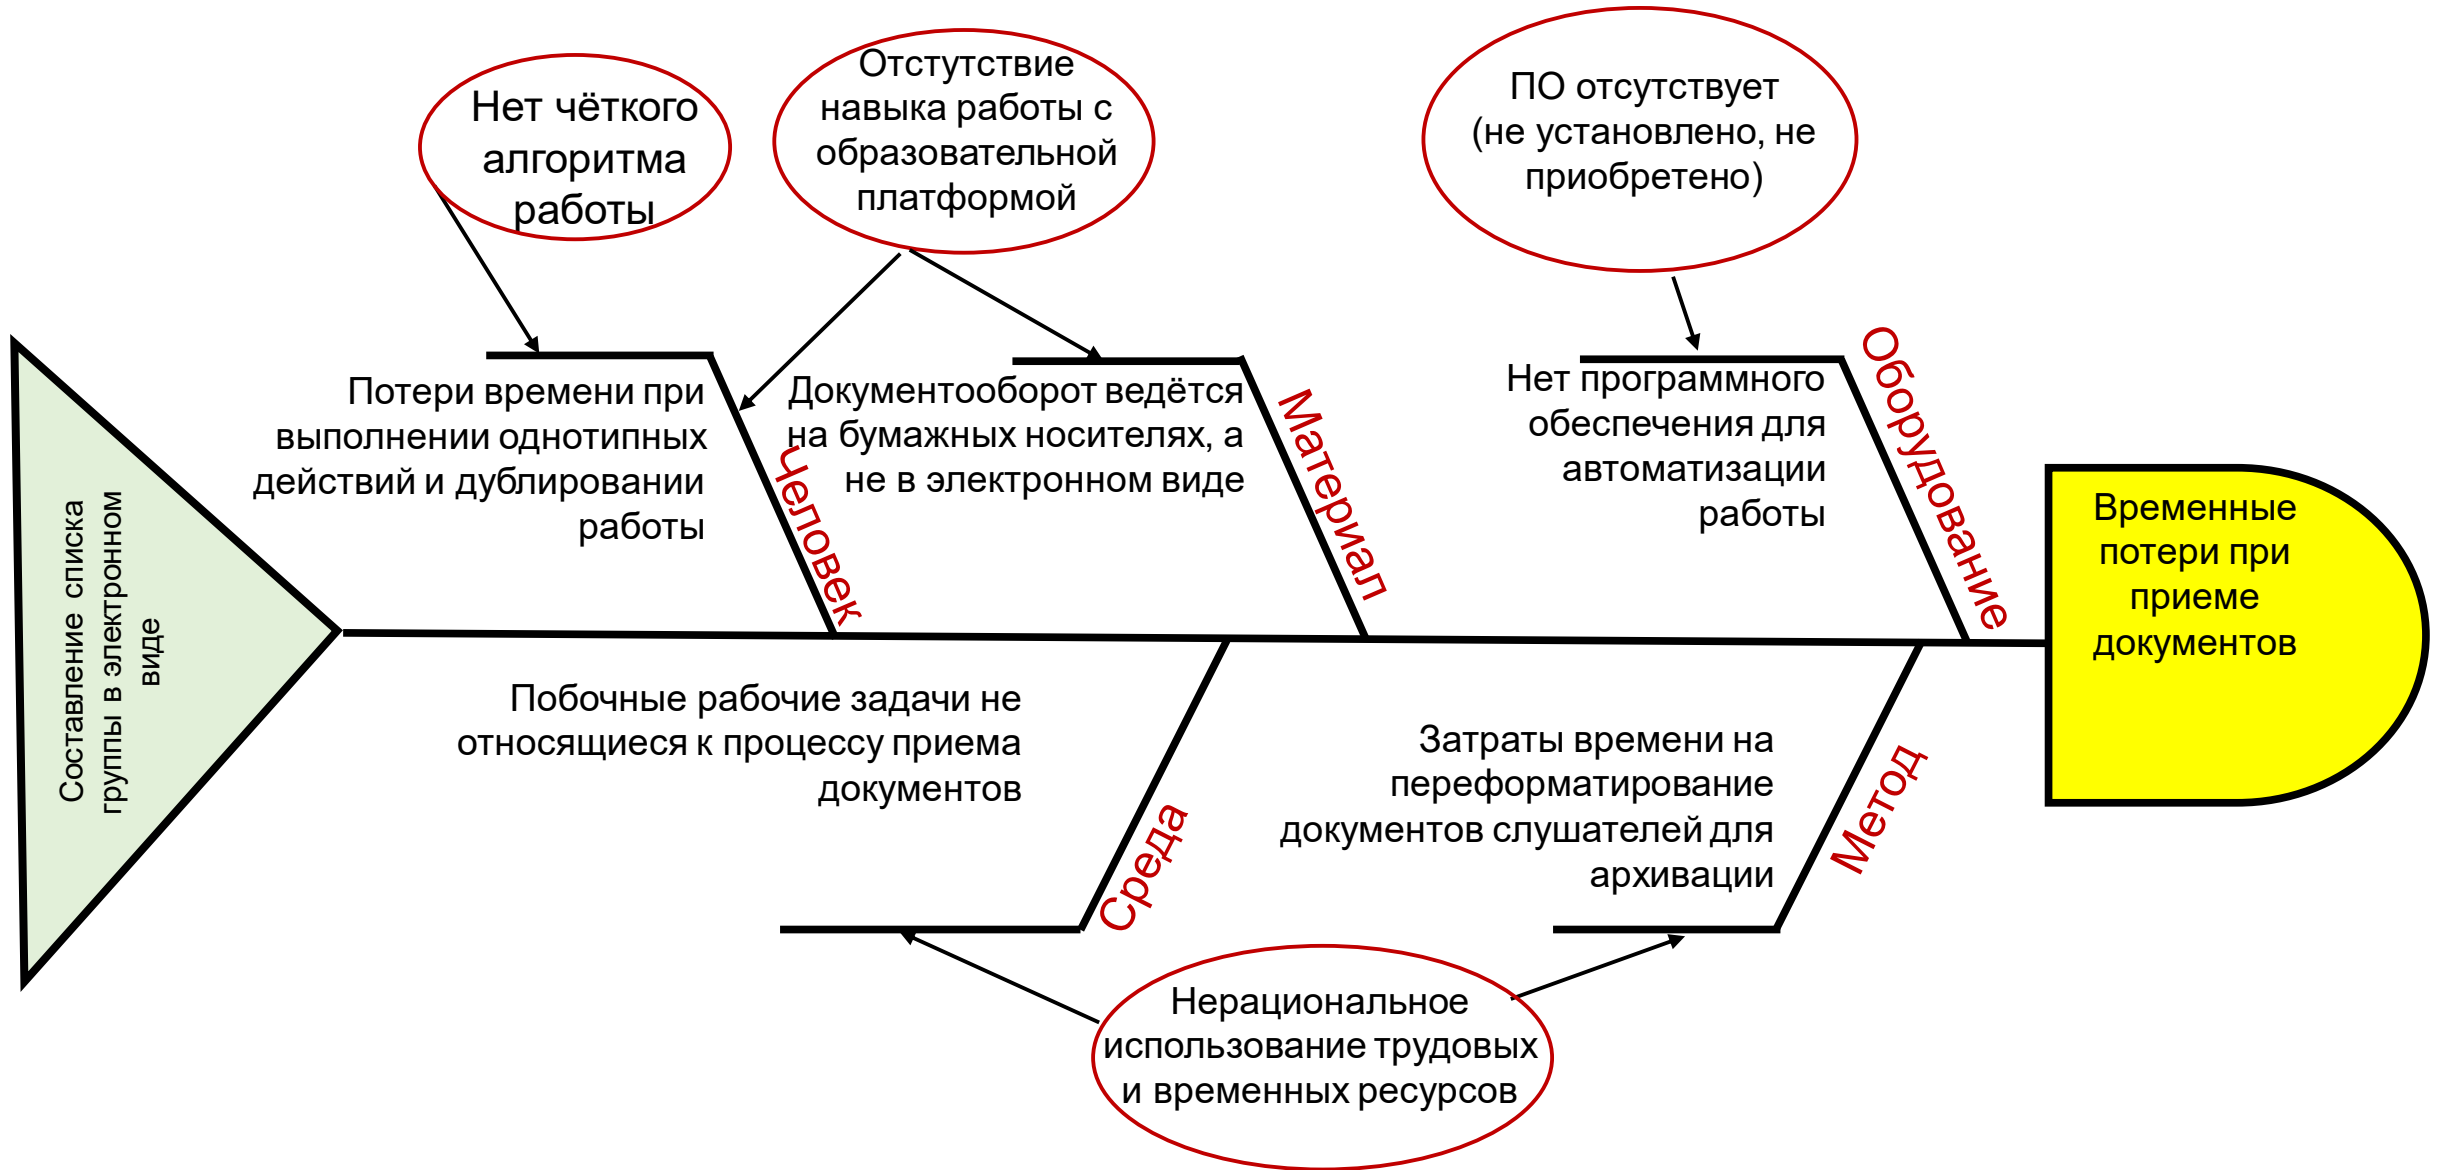 Нет чёткого
алгоритма
работы
Отстутствие
навыка работы с
образовательной
платформой
ПО отсутствует
(не установлено, не
приобретено)
Потери времени при
выполнении однотипных
действий и дублировании
работы
Человек
Документооборот ведётся
на бумажных носителях, а
не в электронном виде
Материал
Нет программного
обеспечения для
автоматизации
работы
Оборудование
Составление списка
группы в электронном
виде
Временные
потери при
приеме
документов
Побочные рабочие задачи не
относящиеся к процессу приема
документов
Среда
Затраты времени на
переформатирование
документов слушателей для
архивации
Метод
Нерациональное
использование трудовых
и временных ресурсов